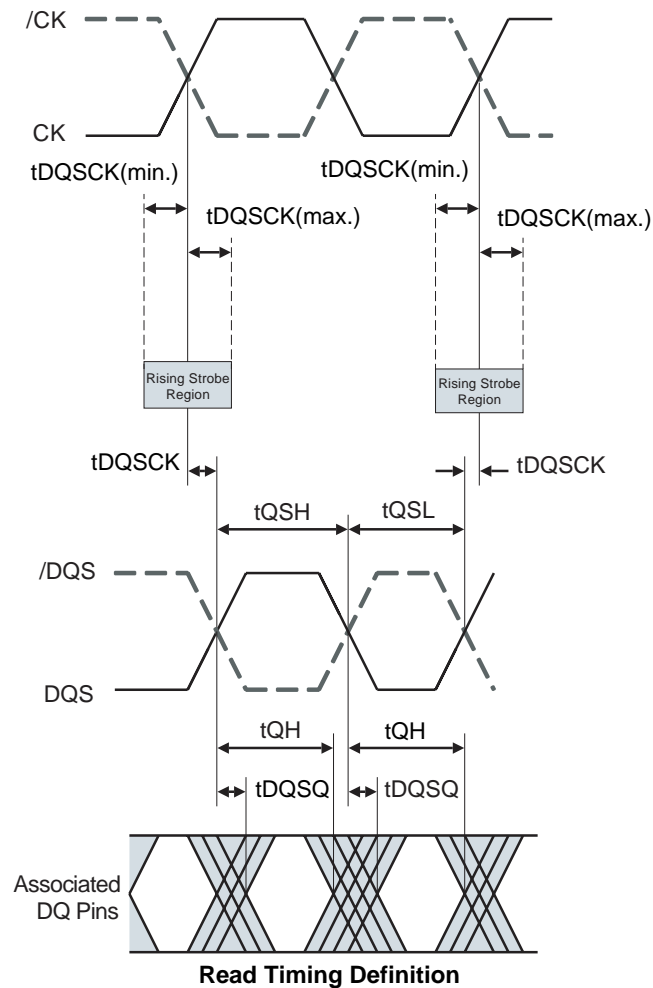 /CK
CK
tDQSCK(min.)
tDQSCK(min.)
tDQSCK(max.)
tDQSCK(max.)
Rising Strobe
Region
Rising Strobe
Region
tDQSCK
tDQSCK
tQSH
tQSL
/DQS
DQS
tQH
tQH
tDQSQ
tDQSQ
Associated
DQ Pins
Read Timing Definition